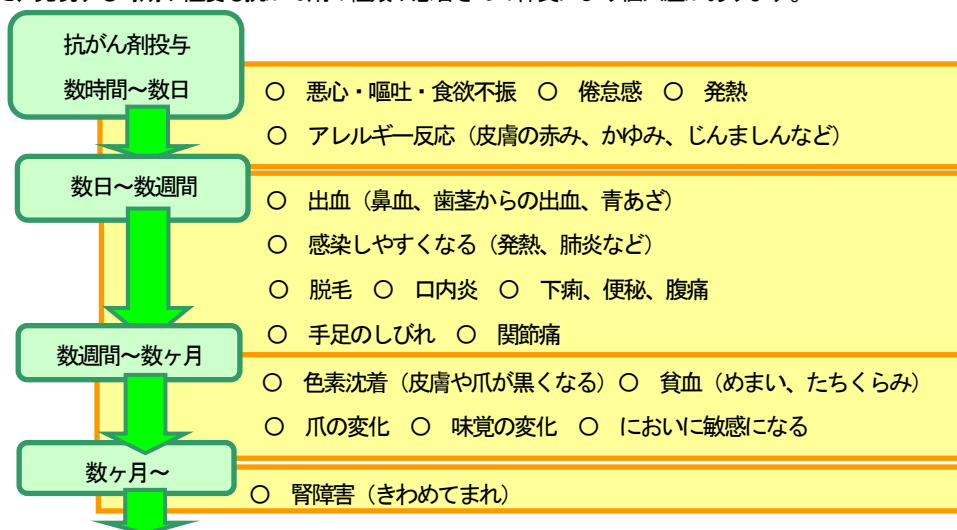 抗がん剤投与
数時間～数日
○ 悪心・嘔吐・食欲不振 ○ 倦怠感 ○ 発熱
○ アレルギー反応（皮膚の赤み、かゆみ、じんましんなど）
数日～数週間
○ 出血（鼻血、歯茎からの出血、青あざ）
○ 感染しやすくなる（発熱、肺炎など）
○ 脱毛 ○ 口内炎 ○ 下痢、便秘、腹痛
○ 手足のしびれ ○ 関節痛
数週間～数ヶ月
○ 色素沈着（皮膚や爪が黒くなる）○ 貧血（めまい、たちくらみ）
○ 爪の変化 ○ 味覚の変化 ○ においに敏感になる
数ヶ月～
○ 腎障害（きわめてまれ）